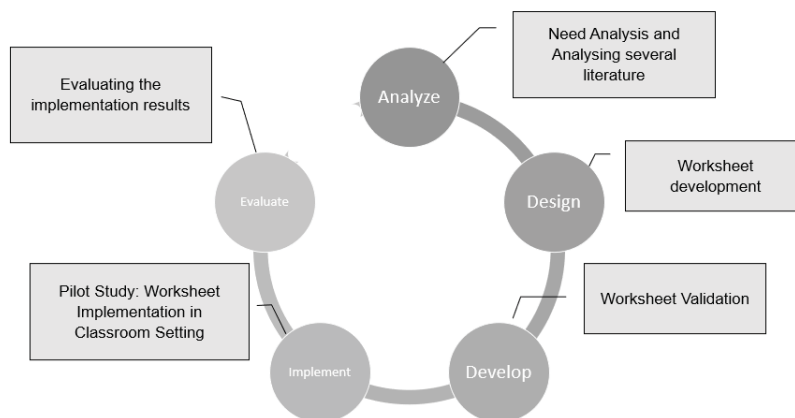 Need Analysis and
Analysing several
literature
Analyze
Evaluating the
implementation results
Worksheet
development
Design
Evaluate
Pilot Study: Worksheet
Implementation in
Classroom Setting
Worksheet Validation
Implement
Develop